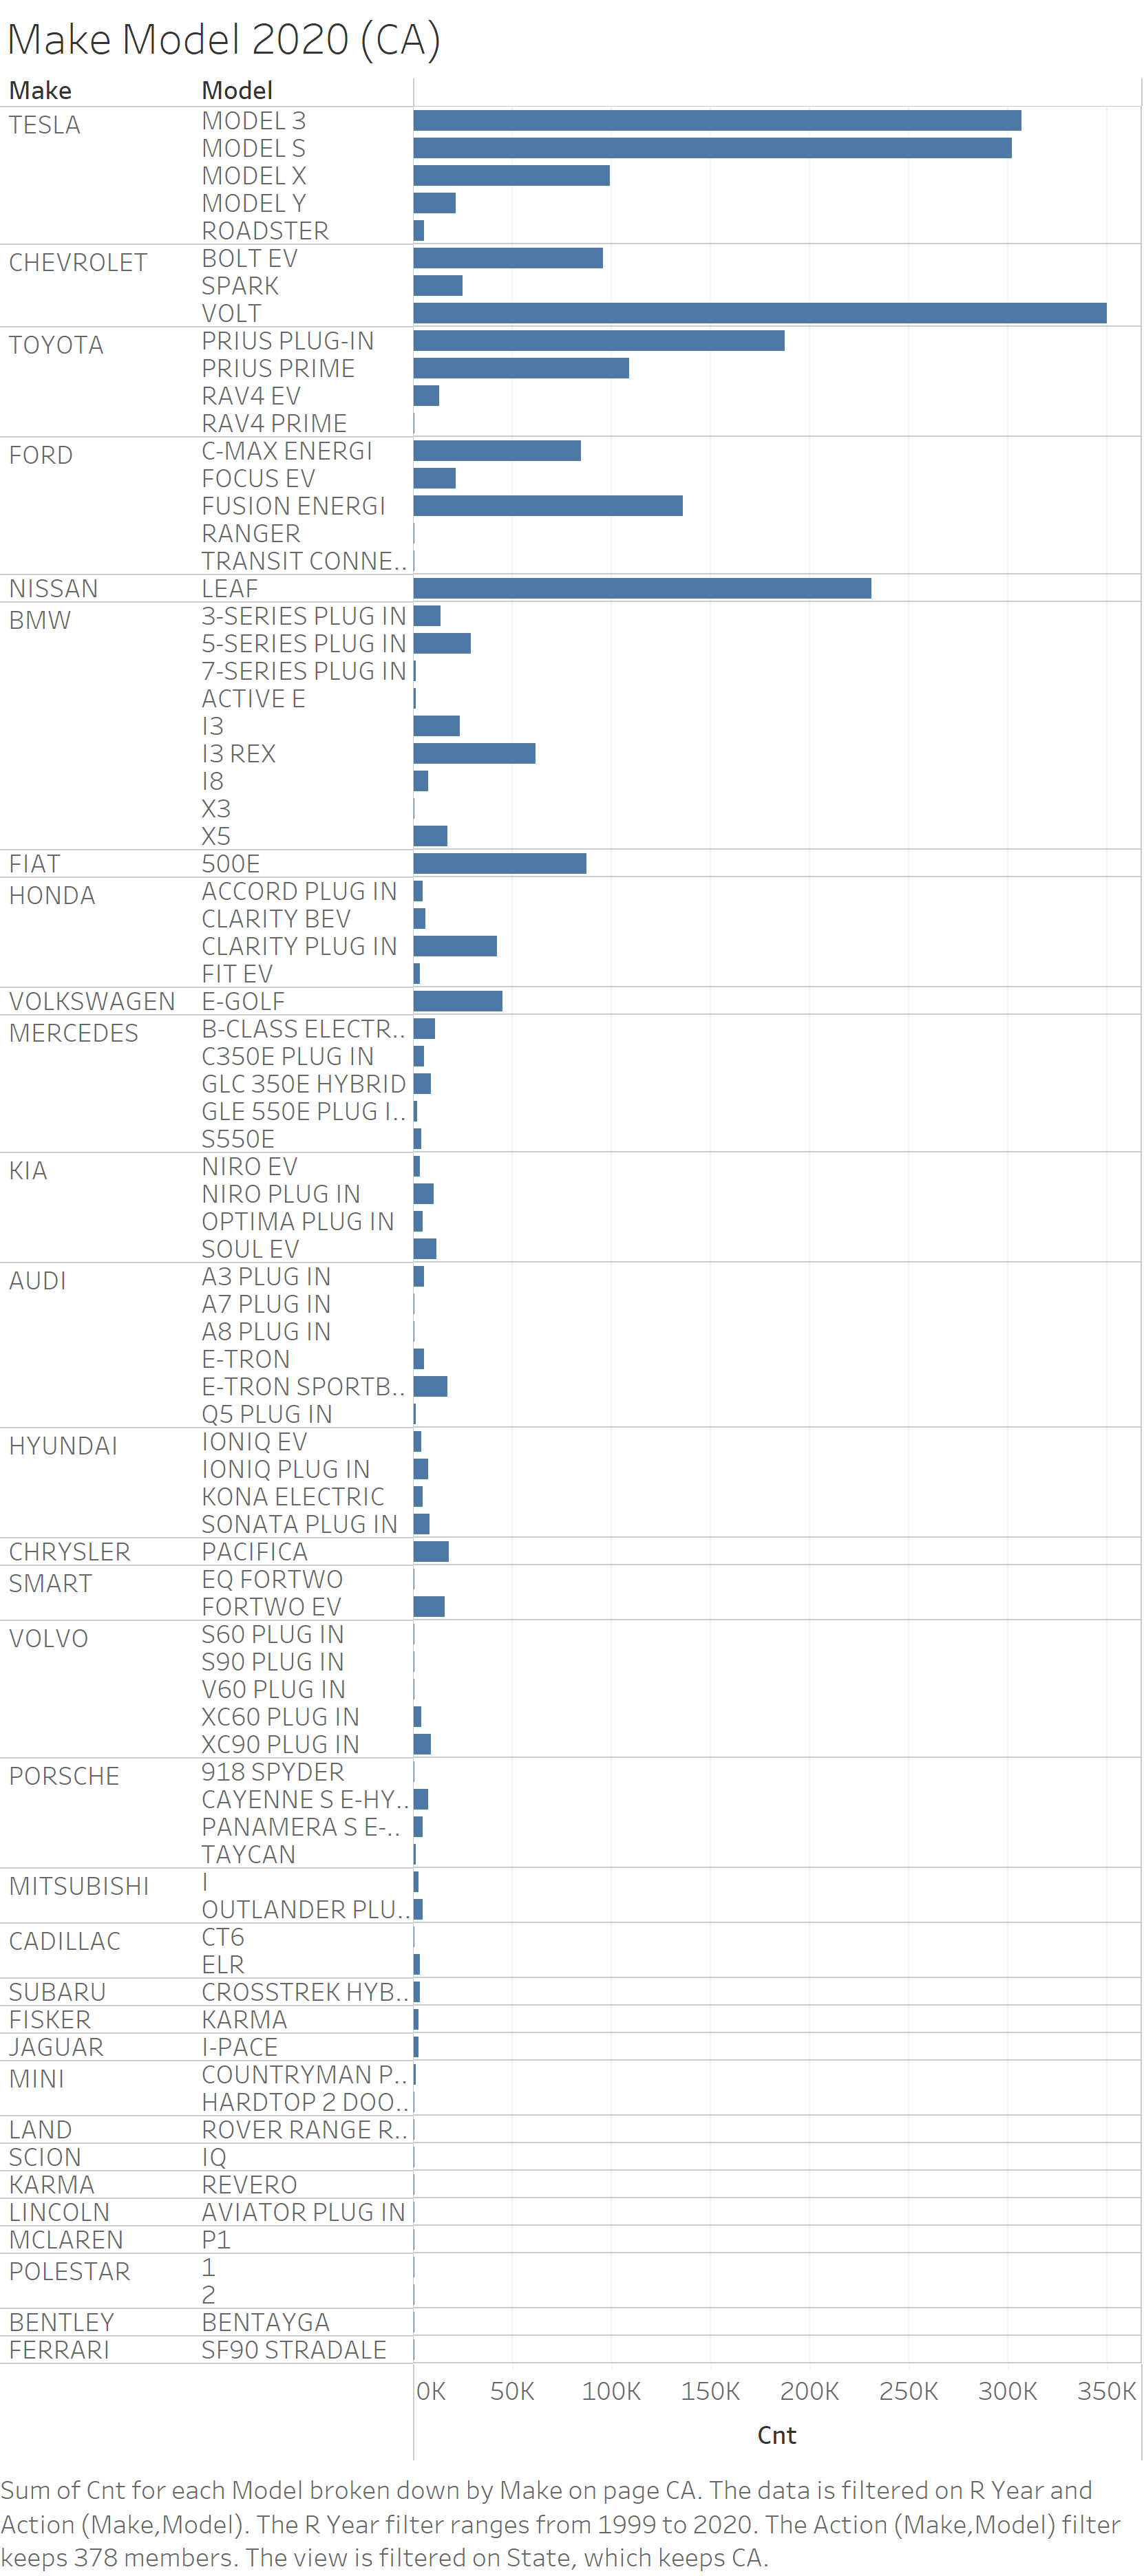 Make Model 2020 (CA)
Make Model
TESLA MODEL 3
MODEL S
MODEL X
MODEL Y
ROADSTER
CHEVROLET BOLT EV
SPARK
VOLT
TOYOTA PRIUS PLUG-IN
PRIUS PRIME
RAV4 EV
RAV4 PRIME
FORD C-MAX ENERGI
FOCUS EV
FUSION ENERGI
RANGER
TRANSIT CONNE..
NISSAN LEAF
BMW 3-SERIES PLUG IN
5-SERIES PLUG IN
7-SERIES PLUG IN
ACTIVE E
I3
I3 REX
I8
X3
X5
FIAT 500E
HONDA ACCORD PLUG IN
CLARITY BEV
CLARITY PLUG IN
FIT EV
VOLKSWAGEN E-GOLF
MERCEDES B-CLASS ELECTR..
C350E PLUG IN
GLC 350E HYBRID
GLE 550E PLUG I..
S550E
KIA NIRO EV
NIRO PLUG IN
OPTIMA PLUG IN
SOUL EV
AUDI A3 PLUG IN
A7 PLUG IN
A8 PLUG IN
E-TRON
E-TRON SPORTB..
Q5 PLUG IN
HYUNDAI IONIQ EV
IONIQ PLUG IN
KONA ELECTRIC
SONATA PLUG IN
CHRYSLER PACIFICA
SMART EQ FORTWO
FORTWO EV
VOLVO S60 PLUG IN
S90 PLUG IN
V60 PLUG IN
XC60 PLUG IN
XC90 PLUG IN
PORSCHE 918 SPYDER
CAYENNE S E-HY..
PANAMERA S E-..
TAYCAN
MITSUBISHI I
OUTLANDER PLU..
CADILLAC CT6
ELR
SUBARU CROSSTREK HYB..
FISKER KARMA
JAGUAR I-PACE
MINI COUNTRYMAN P..
HARDTOP 2 DOO..
LAND ROVER RANGE R..
SCION IQ
KARMA REVERO
LINCOLN AVIATOR PLUG IN
MCLAREN P1
POLESTAR 1
2
BENTLEY BENTAYGA
FERRARI SF90 STRADALE
0K 50K 100K 150K 200K 250K 300K 350K
Cnt
Sum of Cnt for each Model broken down by Make on page CA. The data is filtered on R Year and
Action (Make,Model). The R Year filter ranges from 1999 to 2020. The Action (Make,Model) filter
keeps 378 members. The view is filtered on State, which keeps CA.